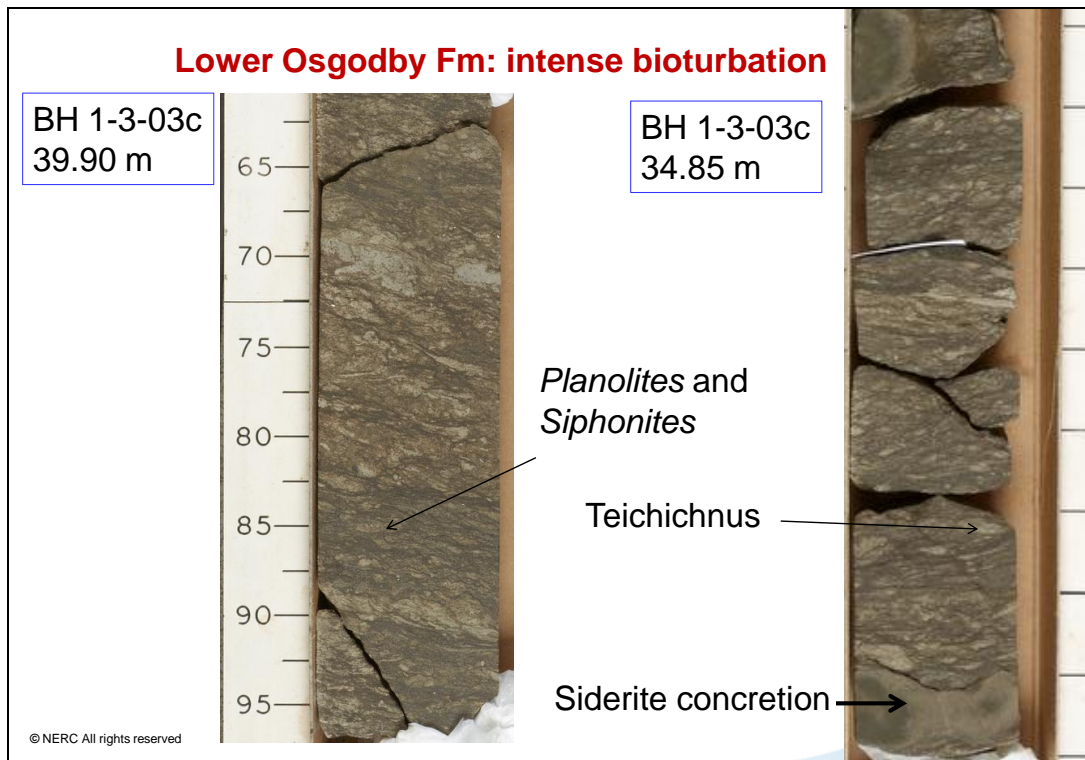 Lower Osgodby Fm: intense bioturbation
BH 1-3-03c
39.90 m
BH 1-3-03c
34.85 m
65
70
75
80
85
90
95
Planolites and
Siphonites
Teichichnus
Siderite concretion
© NERC All rights reserved